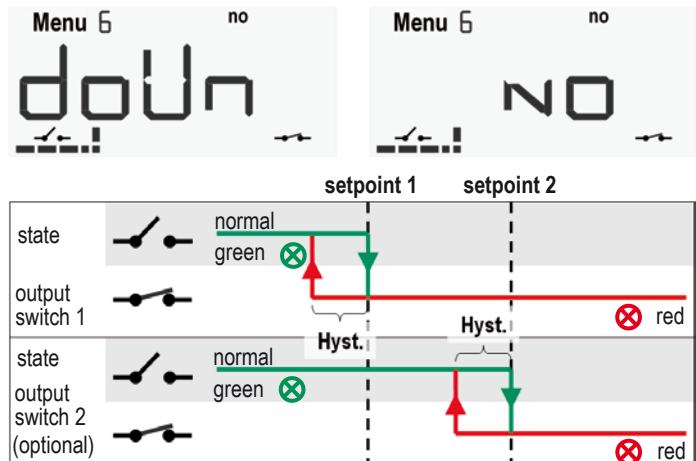 Menu 6 no
doUn
Menu 6 no
NO
setpoint 1 setpoint 2
state normal
green
output
switch 1
red
Hyst.
Hyst.
state normal
green
output
switch 2
(optional)
red